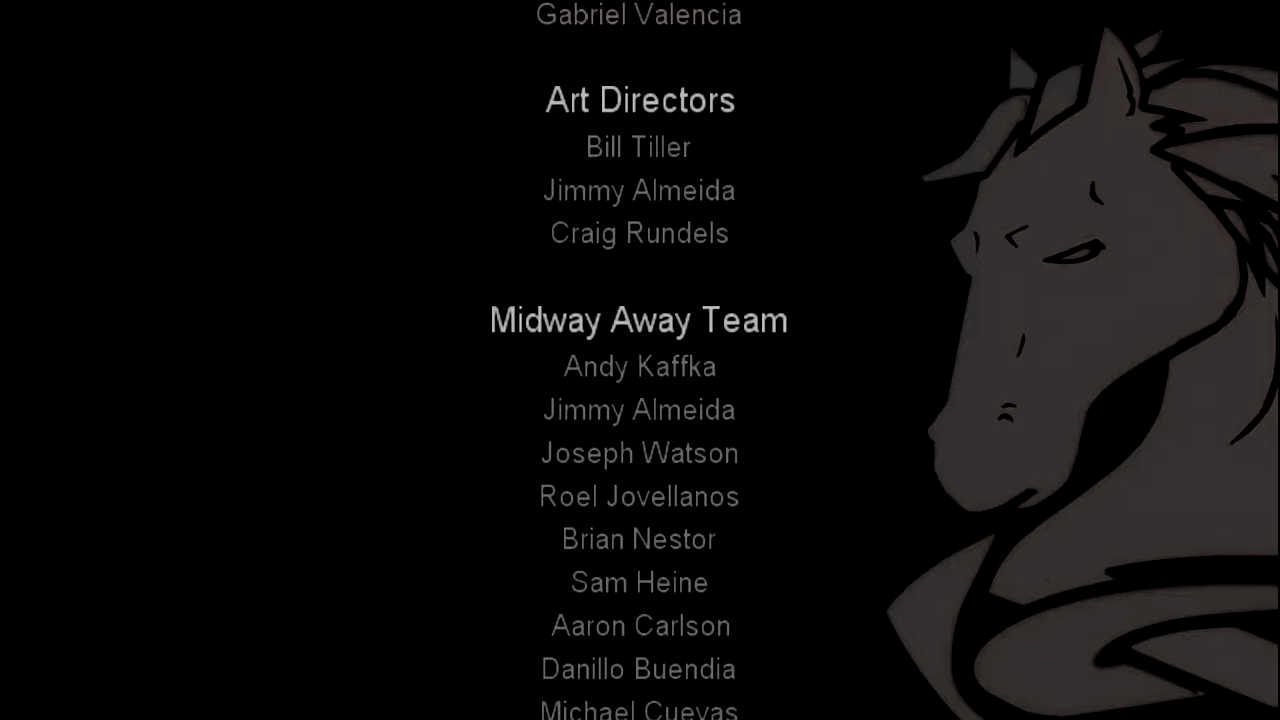 Gabriel Valencia
Art Directors
Bill Tiller
Jimmy Almeida
Craig Rundels
Midway Away Team
Andy Kaffka
Jimmy Almeida
Joseph Watson
Roel Jovellanos
Brian Nestor
Sam Heine
Aaron Carlson
Danillo Buendia
Michael Cuevas